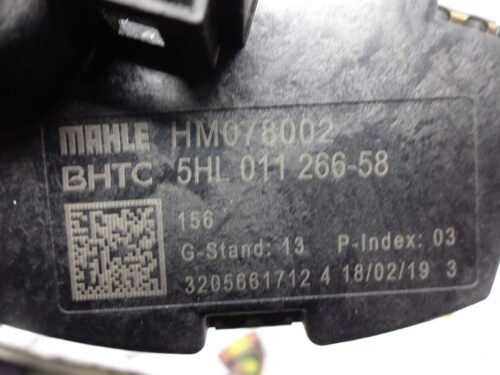 MAHLE HM078002
BHTC 5HL 011 266-58
156
G-Stand: 13 P-Index: 03
3205661712 4 18/02/19 3